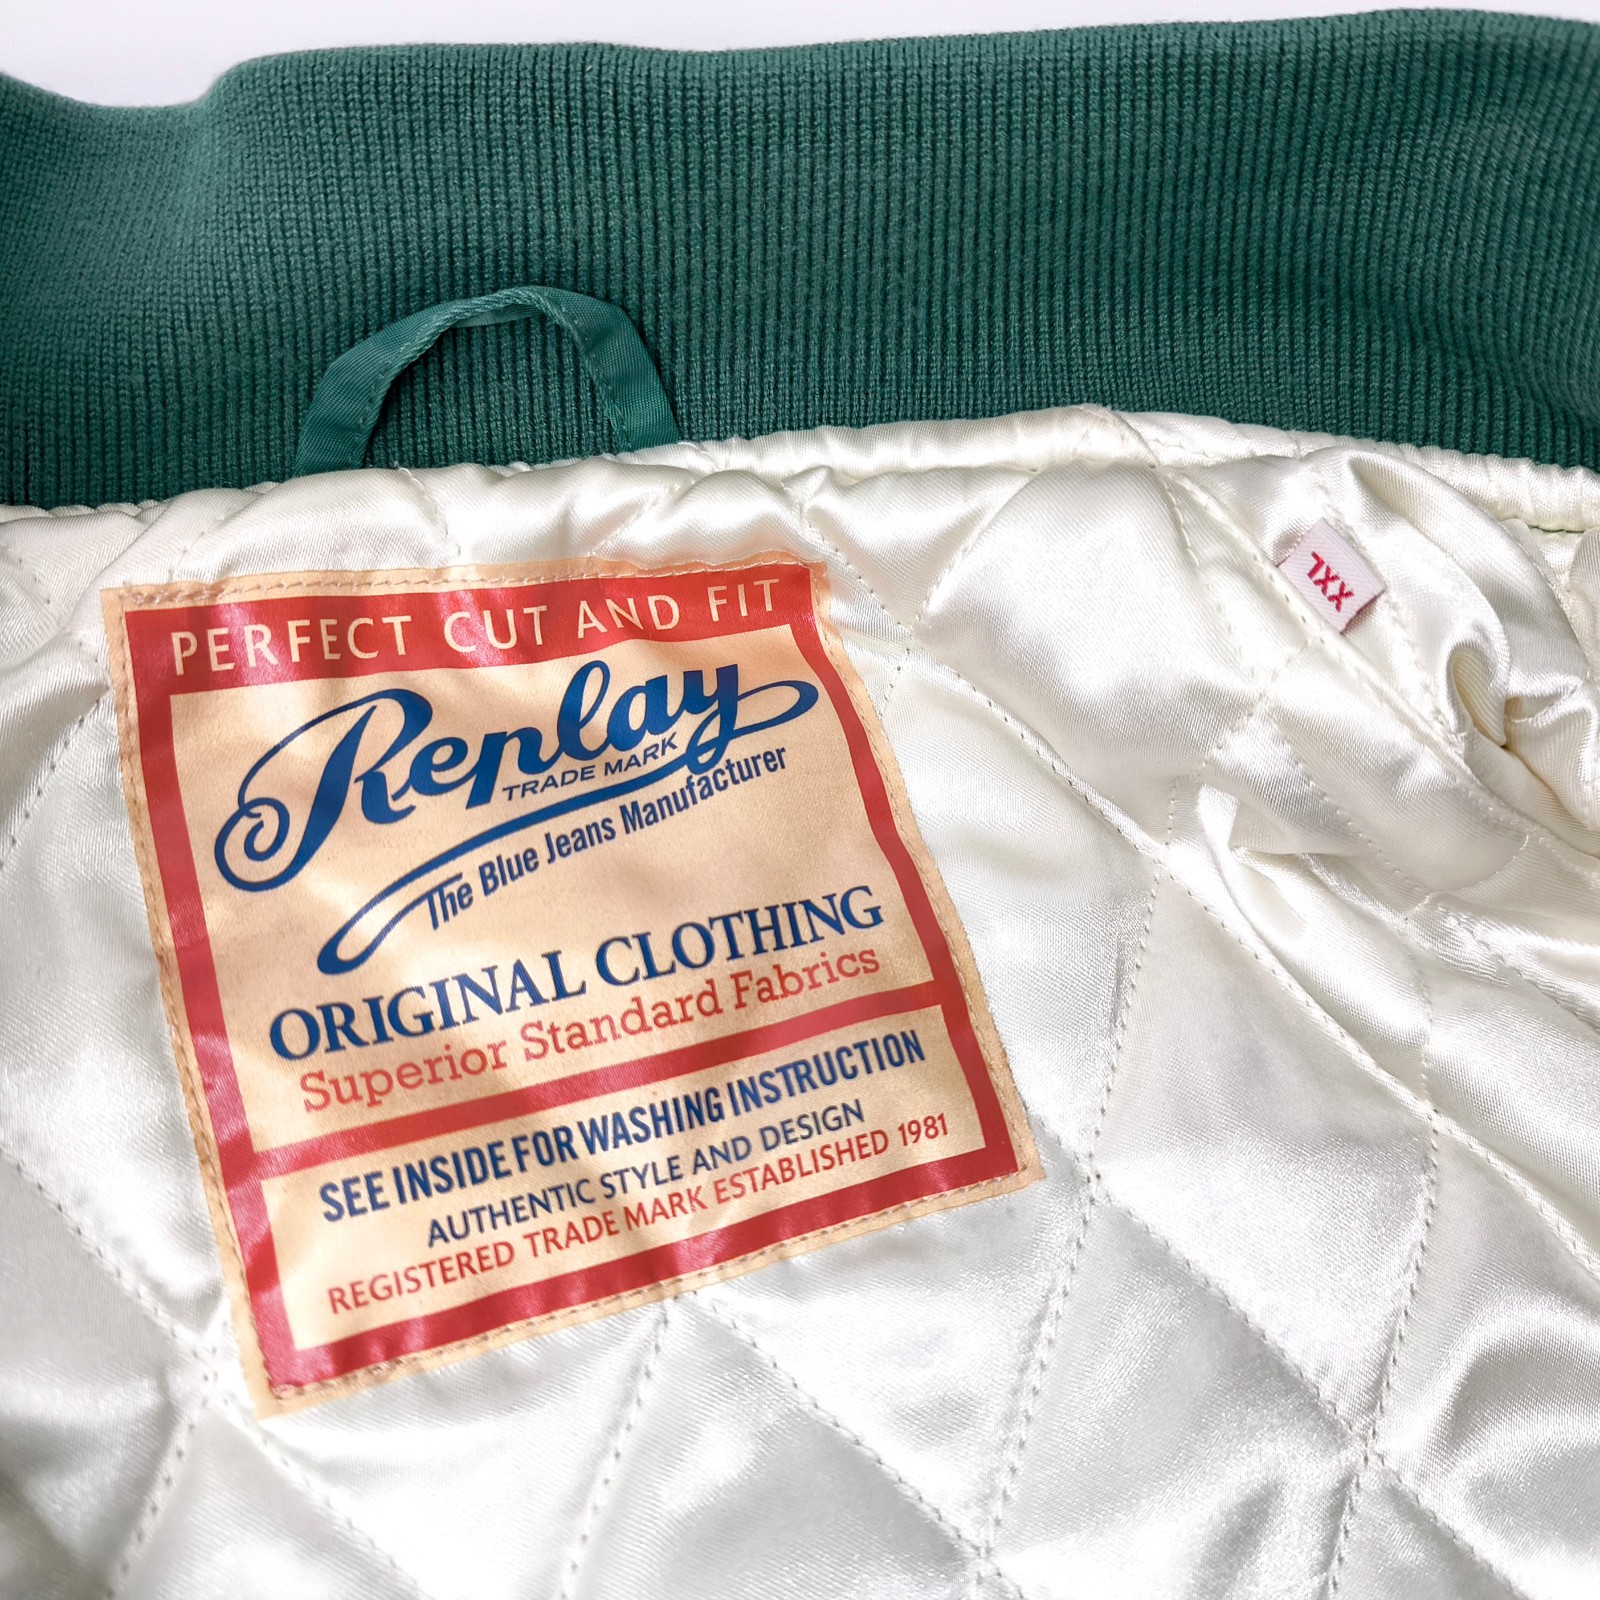 PERFECT CUT AND FIT
Replay
TRADE MARK
The Blue Jeans Manufacturer
ORIGINAL CLOTHING
Superior Standard Fabrics
SEE INSIDE FOR WASHING INSTRUCTION
AUTHENTIC STYLE AND DESIGN
REGISTERED TRADE MARK ESTABLISHED 1981
XXL